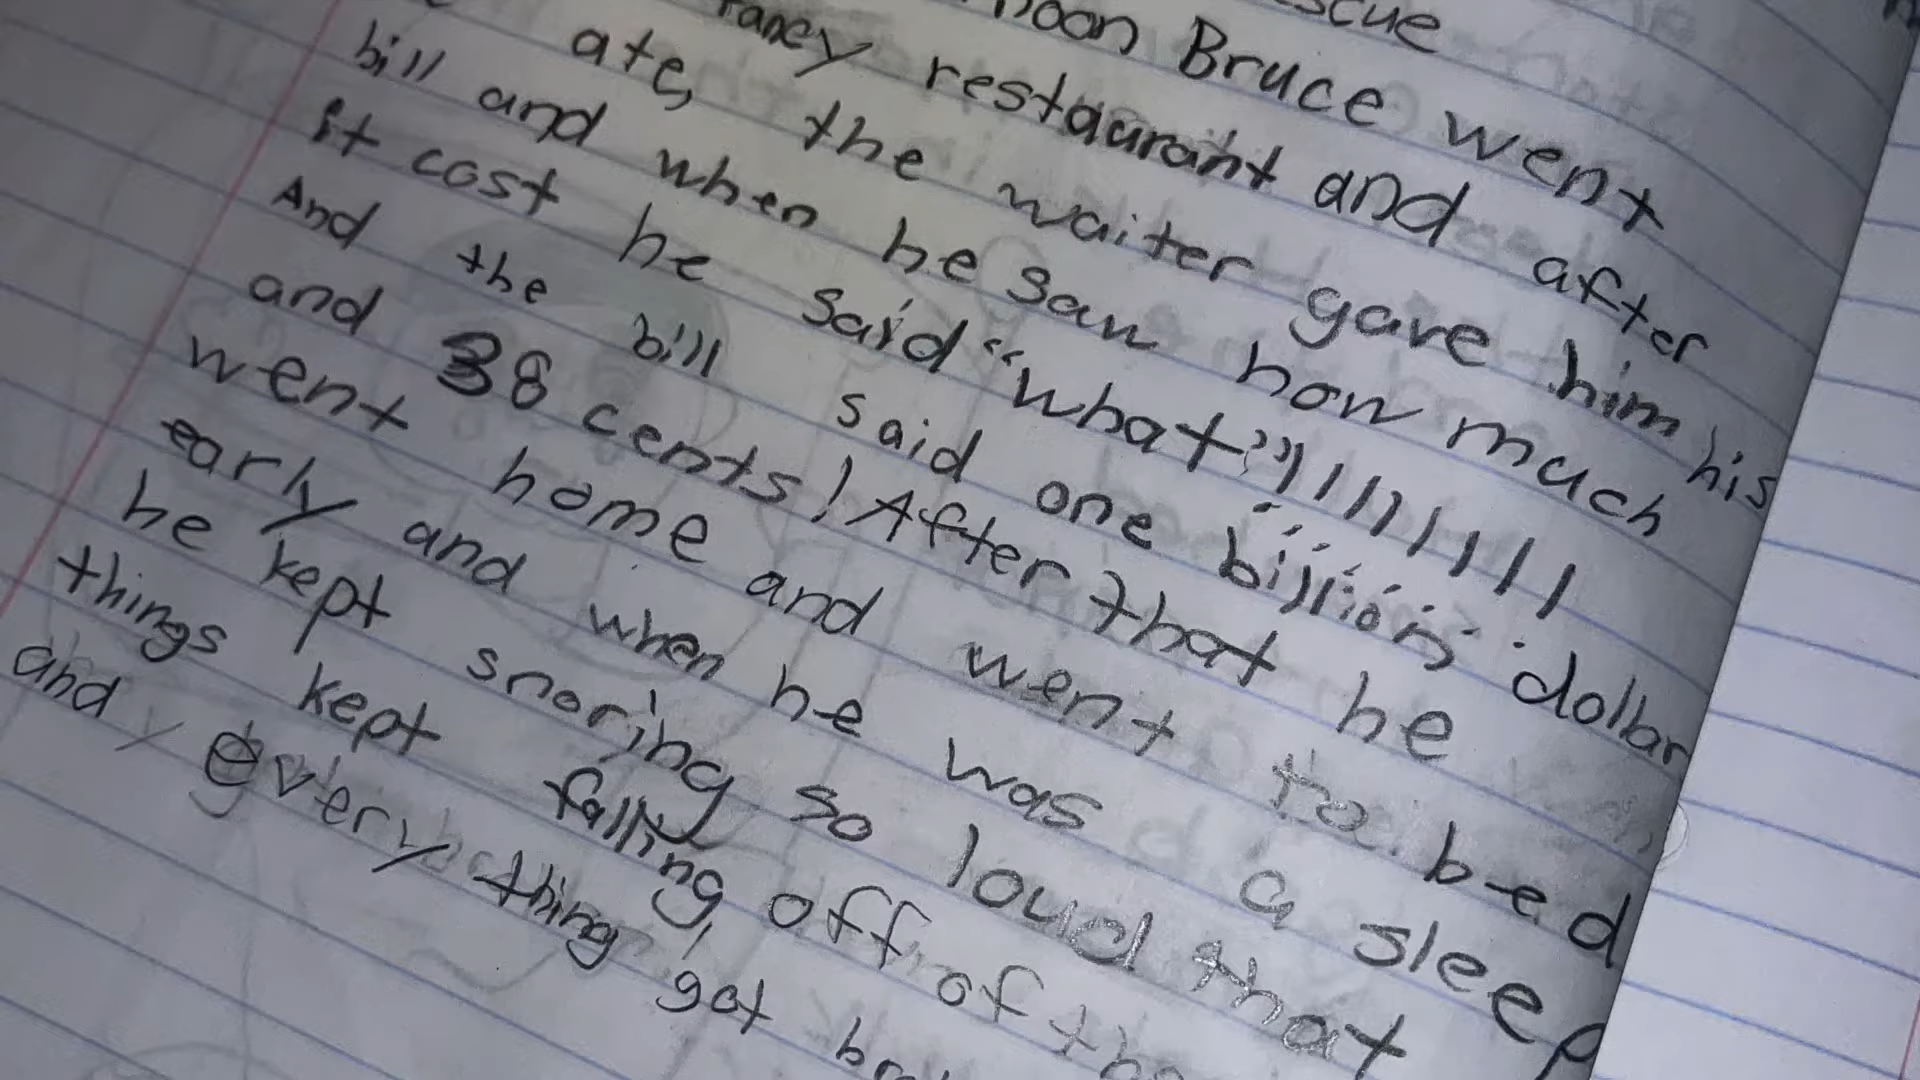 Bruce went
fancy restaurant and after
ate, the waiter gave him his
bill and when he saw how much
it cost he said "what?"!!!!!!!!
And the bill said one billion dollar
and 38 cents! After that he
went home and went to bed
early and when he was a sleep
he kept snoring so loud that
things kept falling off of the
and every thing got